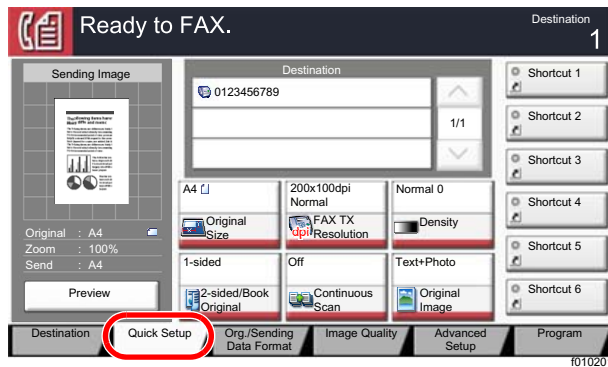 Ready to FAX.
Destination
1
Sending Image
Original : A4
Zoom : 100%
Send : A4
Preview
Destination
0123456789
1/1
A4
Original
Size
200x100dpi
Normal
dpi
FAX TX
Resolution
Normal 0
Density
1-sided
2-sided/Book
Original
Off
Continuous
Scan
Text+Photo
Original
Image
Shortcut 1
Shortcut 2
Shortcut 3
Shortcut 4
Shortcut 5
Shortcut 6
Destination
Quick Setup
Org./Sending
Data Format
Image Quality
Advanced
Setup
Program
f01020